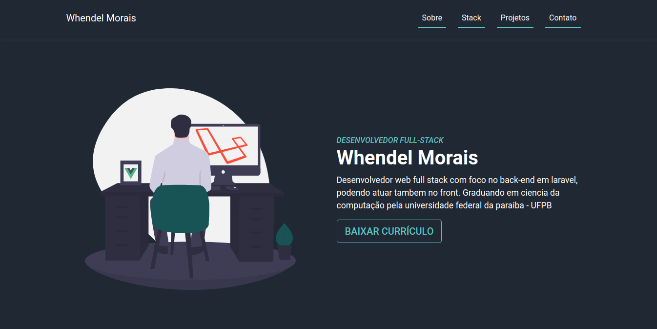 Whendel Morais
Sobre
Stack
Projetos
Contato
DESENVOLVEDOR FULL-STACK
Whendel Morais
Desenvolvedor web full stack com foco no back-end em laravel,
podendo atuar tambem no front. Graduando em ciencia da
computação pela universidade federal da paraiba - UFPB
BAIXAR CURRÍCULO